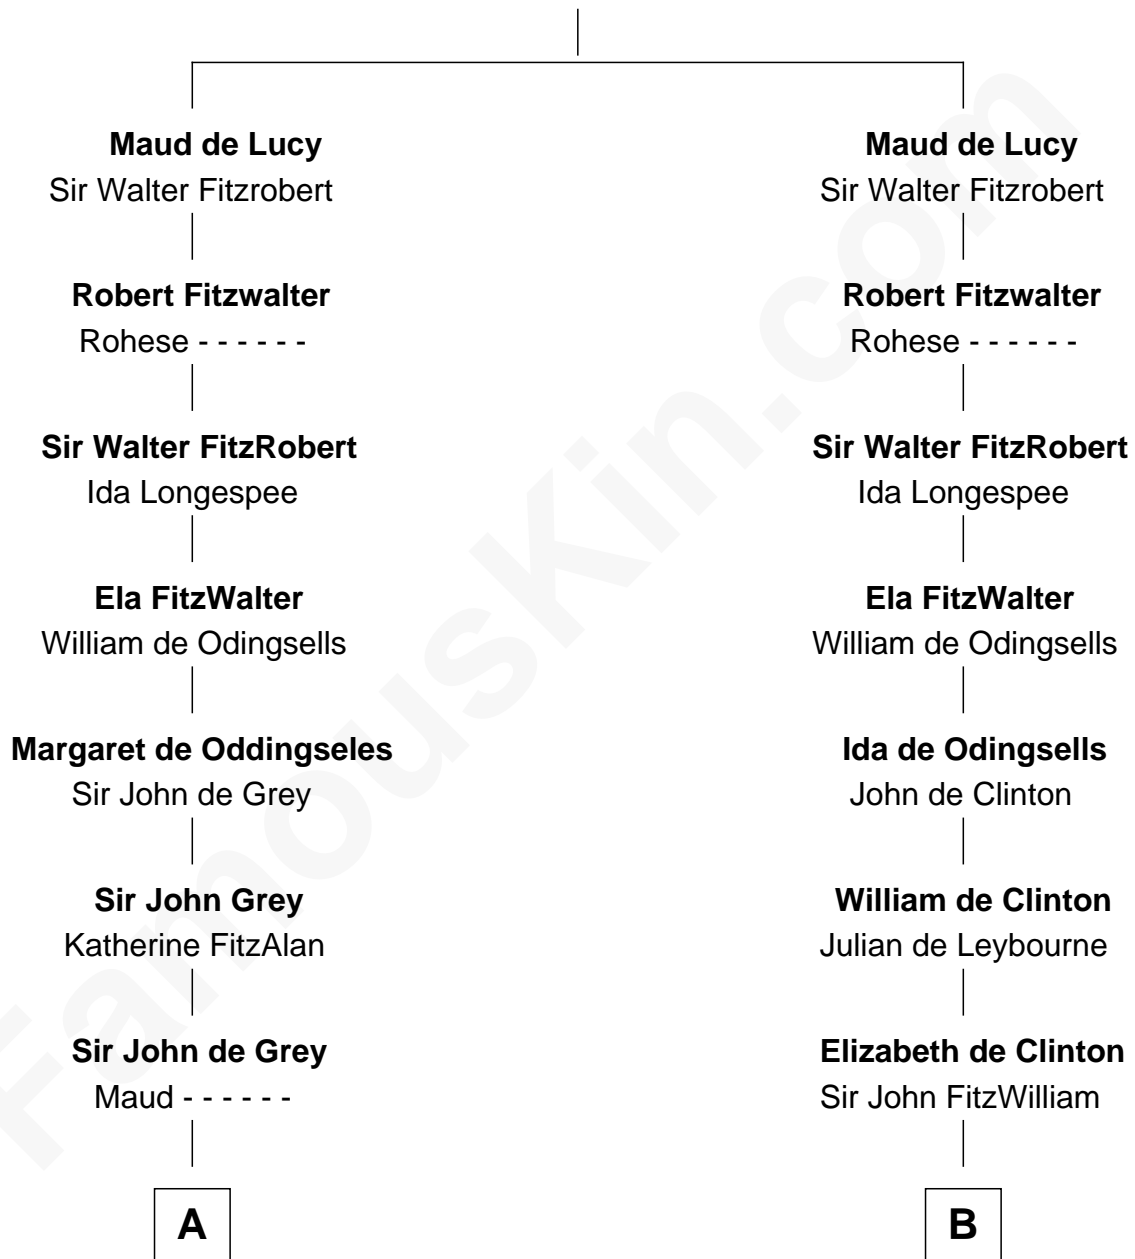 Maud de Lucy
Sir Walter Fitzrobert
Robert Fitzwalter
Rohese - - - - - -
Sir Walter FitzRobert
Ida Longespee
Ela FitzWalter
William de Odingsells
Margaret de Oddingseles
Sir John de Grey
Sir John Grey
Katherine FitzAlan
Sir John de Grey
Maud - - - - - -
A
Maud de Lucy
Sir Walter Fitzrobert
Robert Fitzwalter
Rohese - - - - - -
Sir Walter FitzRobert
Ida Longespee
Ela FitzWalter
William de Odingsells
Ida de Odingsells
John de Clinton
William de Clinton
Julian de Leybourne
Elizabeth de Clinton
Sir John FitzWilliam
B
FamousKin.com